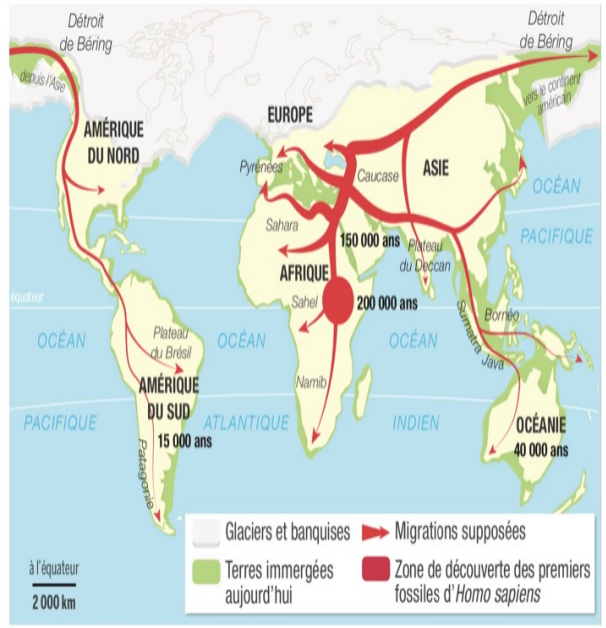 Détroit
de Béring
Détroit
de Béring
depuis l'Asie
vers le continent
américain
EUROPE
AMÉRIQUE
DU NORD
Pyrénées
Caucase
ASIE
OCÉAN
PACIFIQUE
Sahara
150 000 ans
Plateau
du Deccan
AFRIQUE
Sahel
200 000 ans
équateur
Sumatra
Bornéo
Java
OCÉAN
PACIFIQUE
Plateau
du Brésil
OCÉAN
ATLANTIQUE
OCÉAN
INDIEN
Namib
AMÉRIQUE
DU SUD
15 000 ans
Patagonie
OCÉANIE
40 000 ans
Glaciers et banquises
Migrations supposées
Terres immergées
aujourd'hui
Zone de découverte des premiers
fossiles d'Homo sapiens
à l'équateur
2 000 km